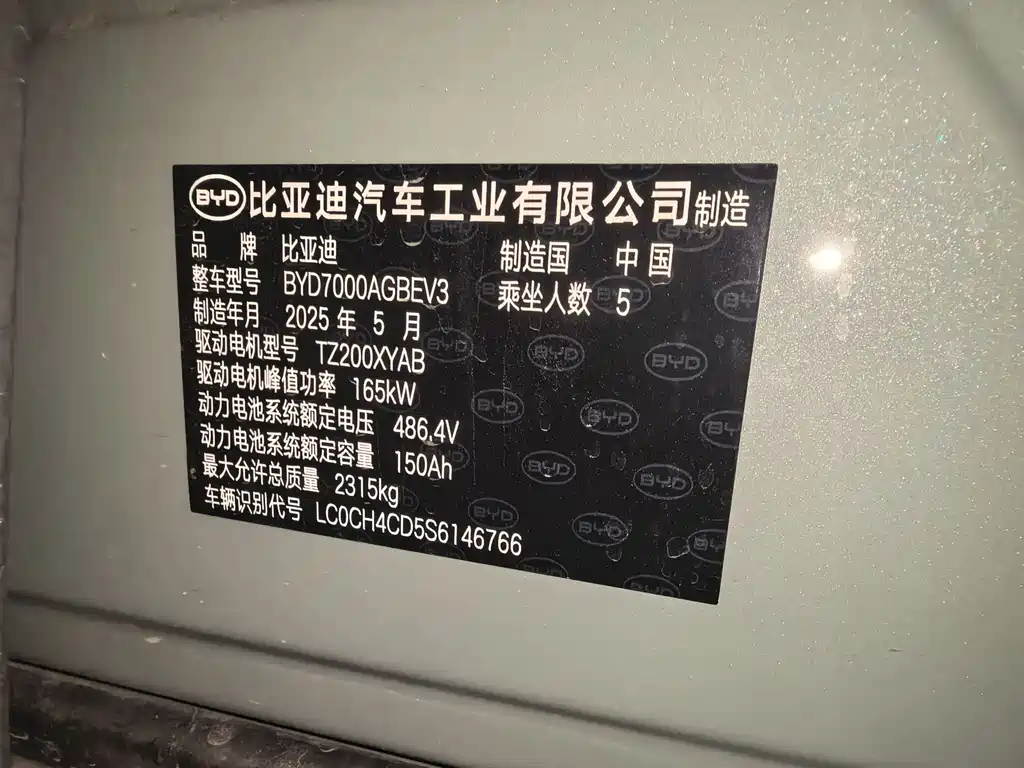 BYD 比亚迪汽车工业有限公司 制造
品 牌 比亚迪 制造国 中国
整车型号 BYD7000AGBEV3 乘坐人数 5
制造年月 2025 年 5 月
驱动电机型号 TZ200XYAB
驱动电机峰值功率 165kW
动力电池系统额定电压 486.4V
动力电池系统额定容量 150Ah
最大允许总质量 2315kg
车辆识别代号 LC0CH4CD5S6146766